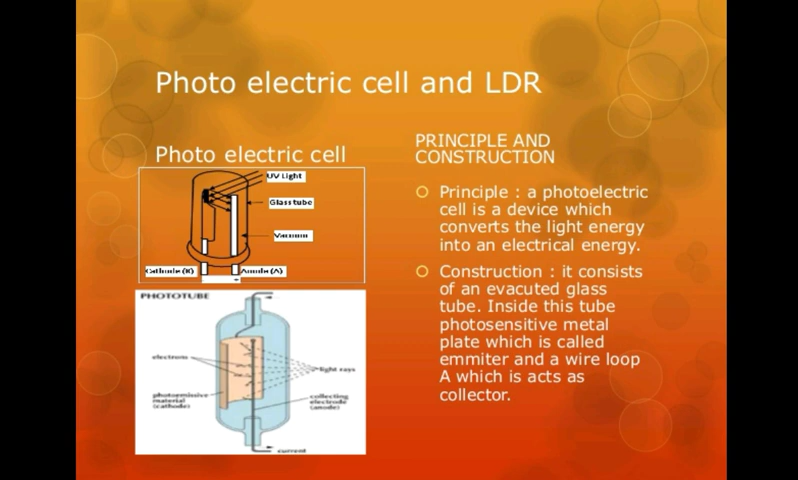 Photo electric cell and LDR
Photo electric cell
UV Light
Glass tube
Vacuum
Cathode (K)
Anode (A)
PHOTOTUBE
electrons
light rays
photoemissive
material
(cathode)
collecting
electrode
(anode)
current
PRINCIPLE AND
CONSTRUCTION
Principle : a photoelectric
cell is a device which
converts the light energy
into an electrical energy.
Construction : it consists
of an evacuted glass
tube. Inside this tube
photosensitive metal
plate which is called
emmiter and a wire loop
A which is acts as
collector.